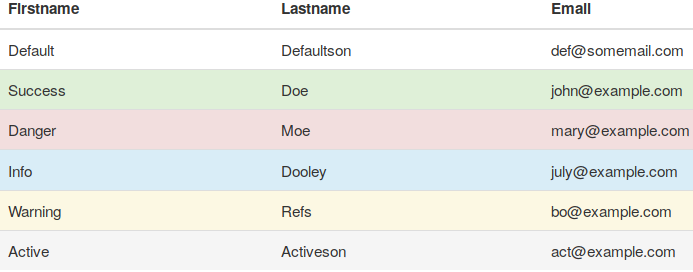 Firstname Lastname Email
Default Defaultson def@somemail.com
Success Doe john@example.com
Danger Moe mary@example.com
Info Dooley july@example.com
Warning Refs bo@example.com
Active Activeson act@example.com